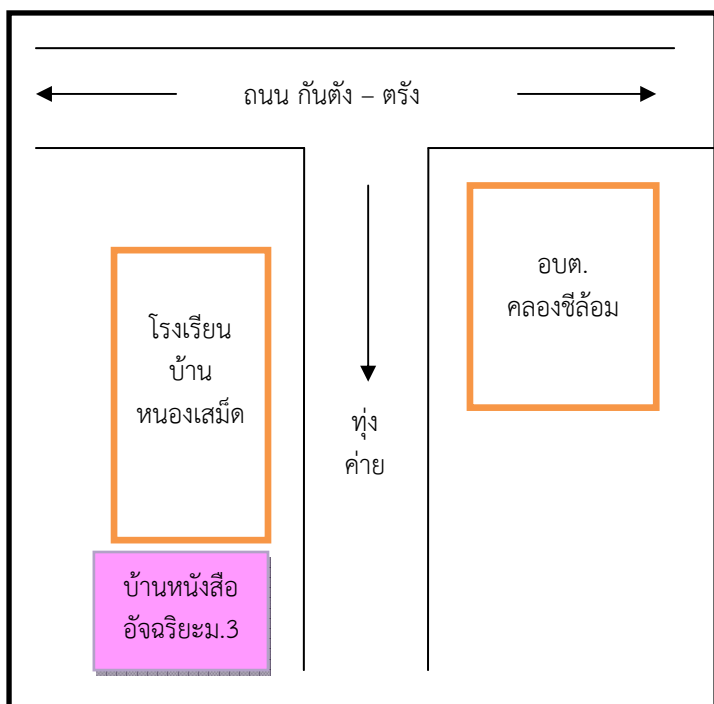 ถนน กันตัง – ตรัง
อบต.
คลองชีล้อม
โรงเรียน
บ้าน
หนองเสม็ด
ทุ่ง
ค่าย
บ้านหนังสือ
อัจฉริยะม.3